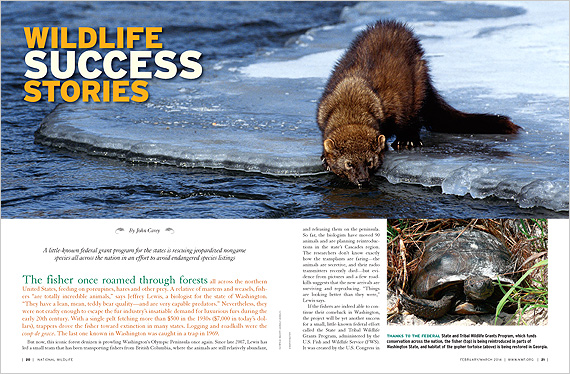 WILDLIFE
SUCCESS
STORIES
By John Carey
A little-known federal grant program for the states is rescuing jeopardized nongame
species all across the nation in an effort to avoid endangered species listings
The fisher once roamed through forests all across the northern
United States, feeding on porcupines, hares and other prey. A relative of martens and weasels, fish-
ers "are totally incredible animals," says Jeffrey Lewis, a biologist for the state of Washington.
"They have a lean, mean, teddy bear quality—and are very capable predators." Nevertheless, they
were not crafty enough to escape the fur industry's insatiable demand for luxurious furs during the
early 20th century. With a single pelt fetching more than $100 in the 1920s ($1,400 in today's dol-
lars), trappers drove the fisher toward extinction in many states. Logging and roadkills were the
coup de grace. The last one known in Washington was caught in a trap in 1969.
But now, this iconic forest denizen is prowling Washington's Olympic Peninsula once again. Since late 2007, Lewis has
led a small team that has been transporting fishers from British Columbia, where the animals are still relatively abundant,
and releasing them on the peninsula.
So far, the biologists have moved 90
animals and are planning reintroduc-
tions in the state's Cascades region.
The researchers don't know exactly
how the transplants are faring—the
animals are secretive, and their radio
transmitters recently died—but evi-
dence from pictures and a few road-
kills suggests that the new arrivals are
surviving and reproducing. "Things
are looking better than they were,"
Lewis says.
If the fishers are indeed able to con-
tinue their comeback in Washington,
the project will be yet another success
for a small, little-known federal effort
called the State and Tribal Wildlife
Grants Program, administered by the
U.S. Fish and Wildlife Service (FWS).
It was created by the U.S. Congress in
THANKS TO THE FEDERAL State and Tribal Wildlife Grants Program, which funds
conservation across the nation, the fisher (top) is being reintroduced in parts of
Washington State, and habitat of the gopher tortoise (above) is being restored in Georgia.
20 | NATIONAL WILDLIFE
FEBRUARY/MARCH 2014 | WWW.NWF.ORG | 21